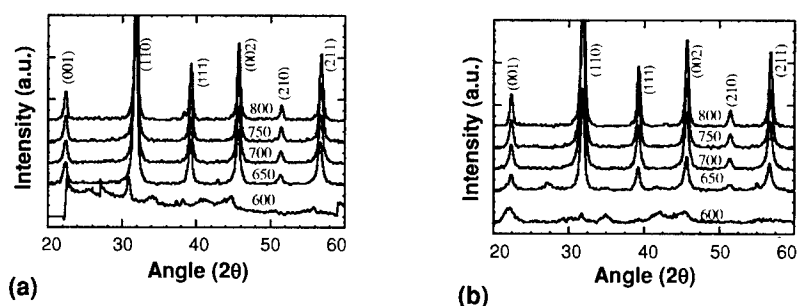 Intensity (a.u.)
(001)
(110)
(111)
(002)
(210)
(211)
800
750
700
650
600
20 30 40 50 60
Angle (2θ)
(a)
Intensity (a.u.)
(001)
(110)
(111)
(002)
(210)
(211)
800
750
700
650
600
20 30 40 50 60
Angle (2θ)
(b)